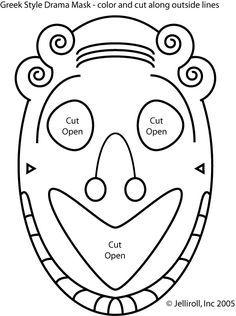 Greek Style Drama Mask - color and cut along outside lines
Cut
Open
Cut
Open
Cut
Open
© Jelliroll, Inc 2005